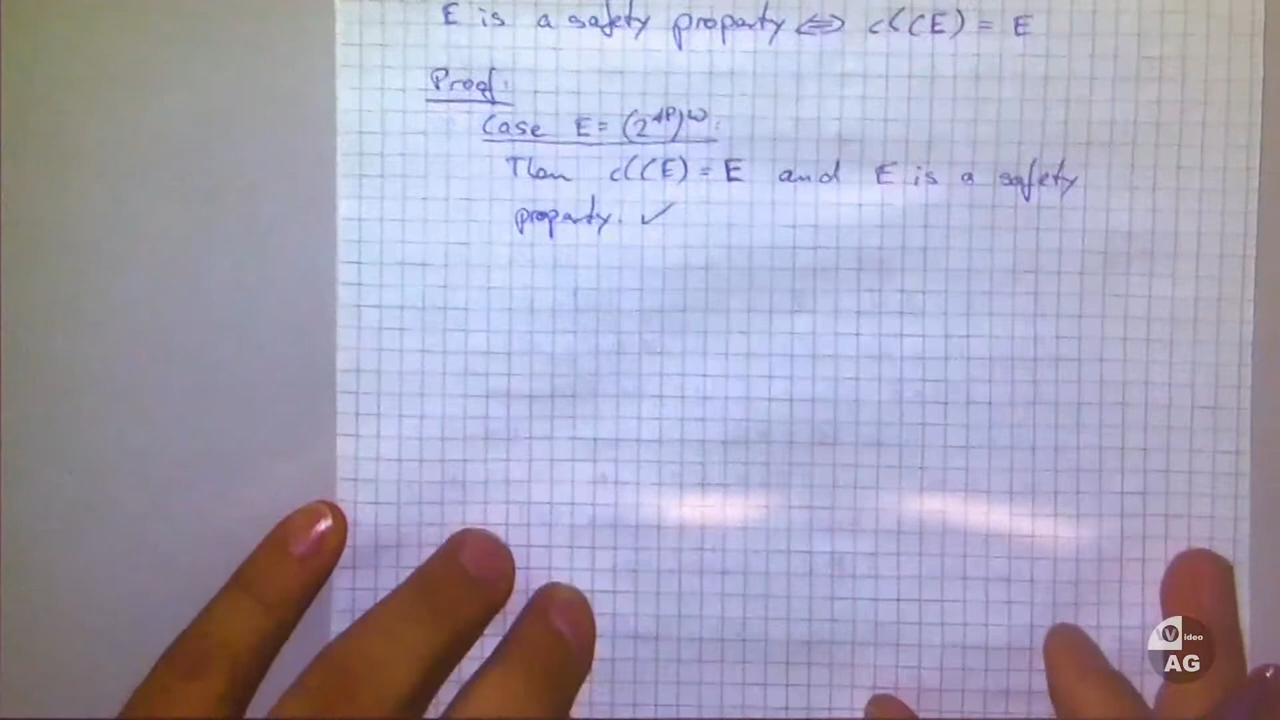 E is a safety property ⇔ cl(E) = E
Proof:
Case E = (2^AP)^ω:
Then cl(E) = E and E is a safety
property. ✓
Video
AG